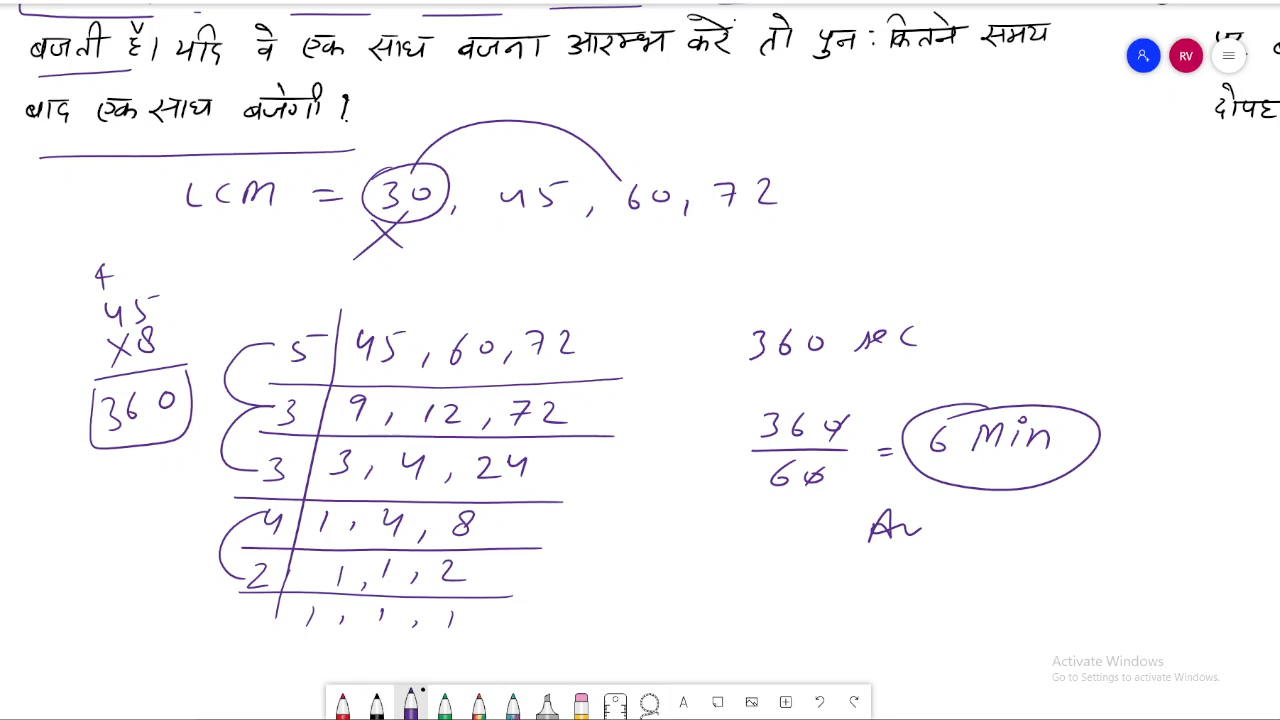 बजती हैं। यदि वे एक साथ बजना आरम्भ करें तो पुन: कितने समय
बाद एक साथ बजेगी?
दोपह
RV
LCM = 30, 45, 60, 72
4
45
X8
360
5 45, 60, 72
3 9, 12, 72
3 3, 4, 24
4 1, 4, 8
2 1, 1, 2
1, 1, 1
360 sec
360
60
= 6 Min
Activate Windows
Go to Settings to activate Windows.
A